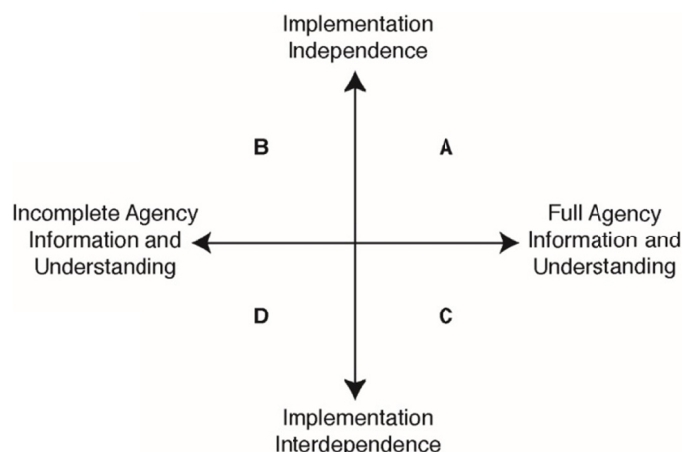 Implementation
Independence
B
A
Incomplete Agency
Information and
Understanding
Full Agency
Information and
Understanding
D
C
Implementation
Interdependence